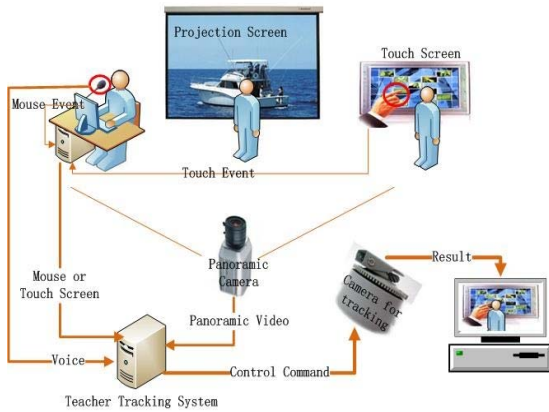 Projection Screen
Touch Screen
Mouse Event
Touch Event
Panoramic
Camera
Camera for
tracking
Result
Mouse or
Touch Screen
Panoramic Video
Voice
Control Command
Teacher Tracking System